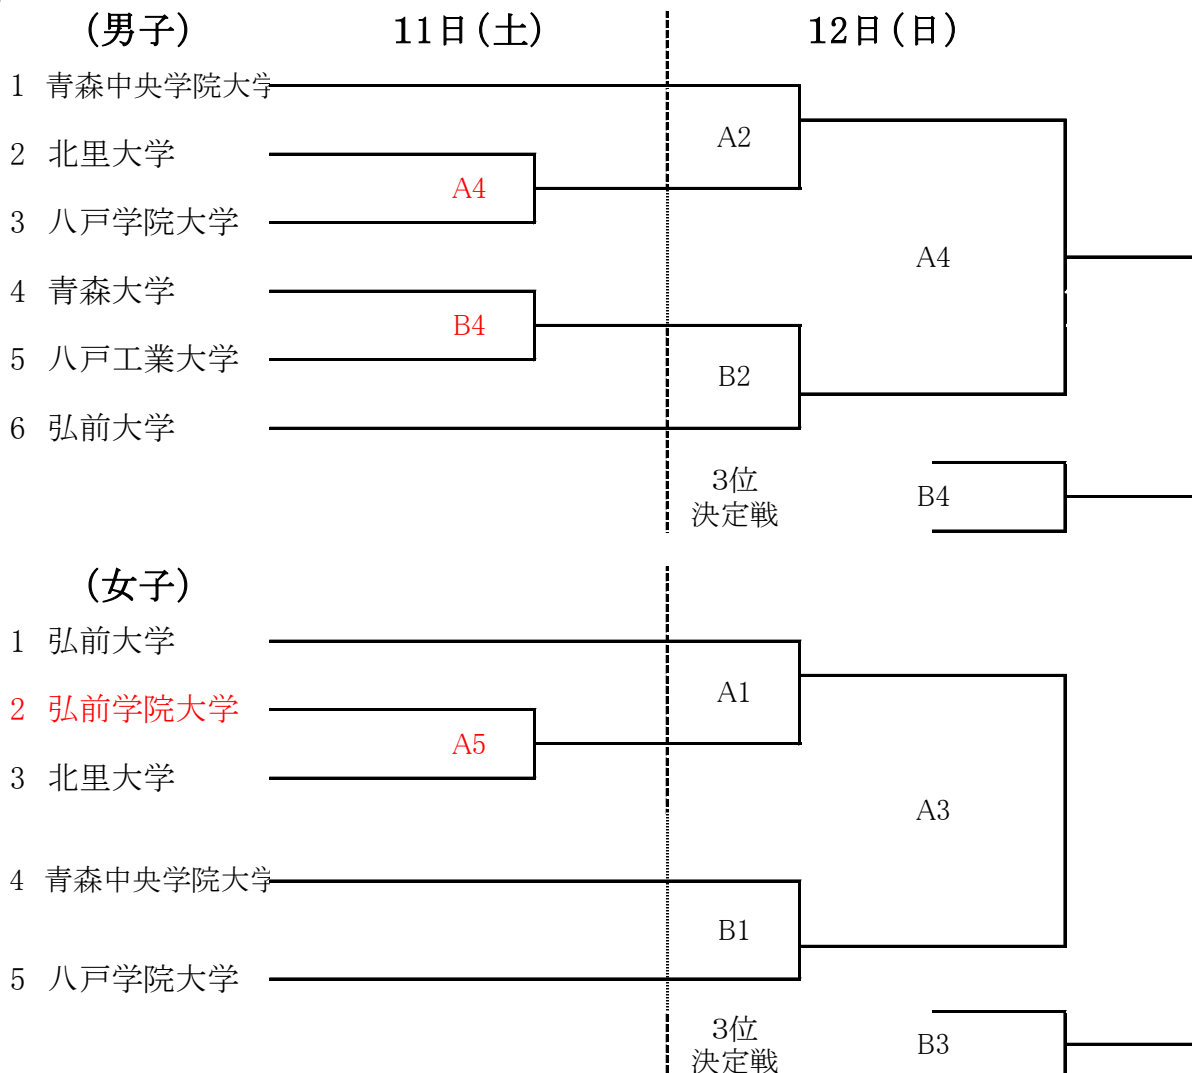 (男子) 11日(土) 12日(日)
1 青森中央学院大学
A2
2 北里大学
A4
3 八戸学院大学
A4
4 青森大学
B4
5 八戸工業大学
B2
6 弘前大学
3位
決定戦
B4
(女子)
1 弘前大学
A1
2 弘前学院大学
A5
3 北里大学
A3
4 青森中央学院大学
B1
5 八戸学院大学
3位
決定戦
B3